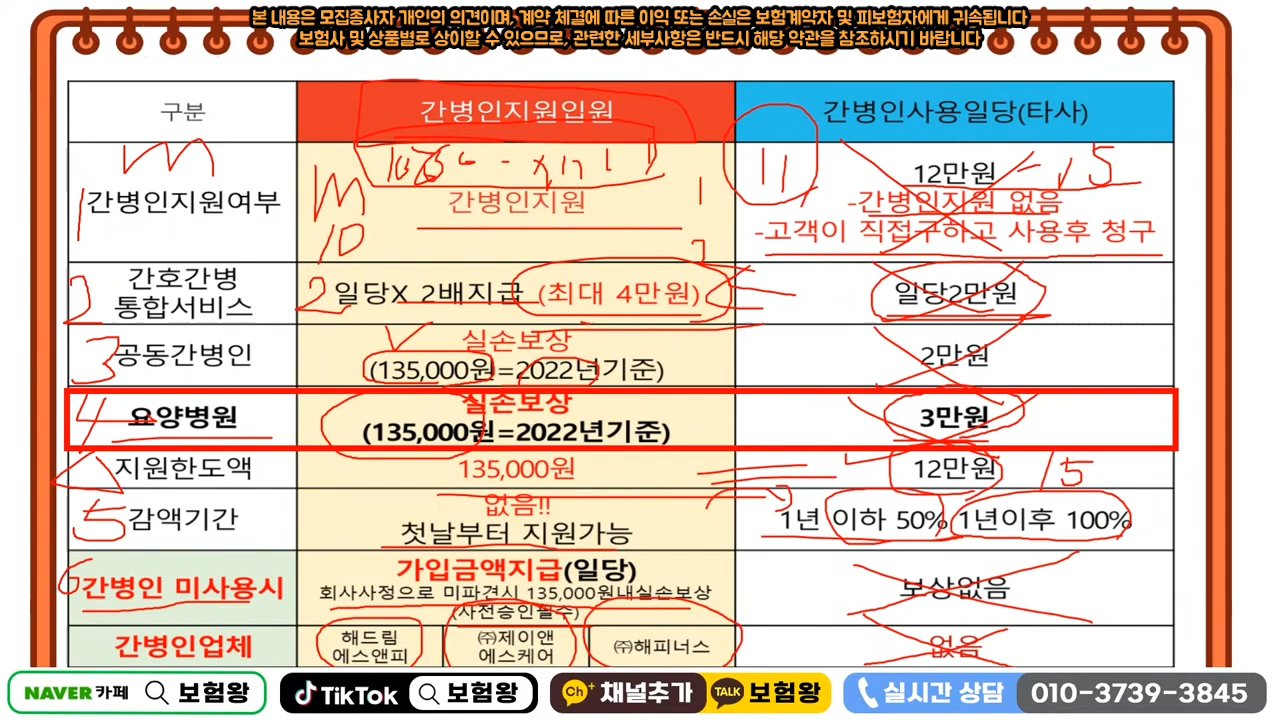 본 내용은 모집종사자 개인의 의견이며, 계약 체결에 따른 이익 또는 손실은 보험계약자 및 피보험자에게 귀속됩니다
보험사 및 상품별로 상이할 수 있으므로, 관련한 세부사항은 반드시 해당 약관을 참조하시기 바랍니다
구분 간병인지원입원 간병인사용일당(타사)
m 11
간병인지원여부 간병인지원 12만원 15
1 m 10 1
-간병인지원 없음
-고객이 직접구하고 사용후 청구
2 간호간병
통합서비스
2 일당X 2배지급 (최대 4만원) 일당2만원
3 공동간병인 실손보상
(135,000원=2022년기준) 2만원
4 요양병원 실손보상
(135,000원=2022년기준) 3만원
지원한도액 135,000원 12만원 15
5 감액기간 없음!!
첫날부터 지원가능 1년 이하 50% 1년이후 100%
6 간병인 미사용시 가입금액지급(일당)
회사사정으로 미파견시 135,000원내실손보상
(사전승인필수) 보상없음
간병인업체 해드림
에스앤피 ㈜제이앤
에스케어 ㈜해피너스 없음
NAVER 카페 보험왕 TikTok 보험왕 Ch+ 채널추가 TALK 보험왕 실시간 상담 010-3739-3845